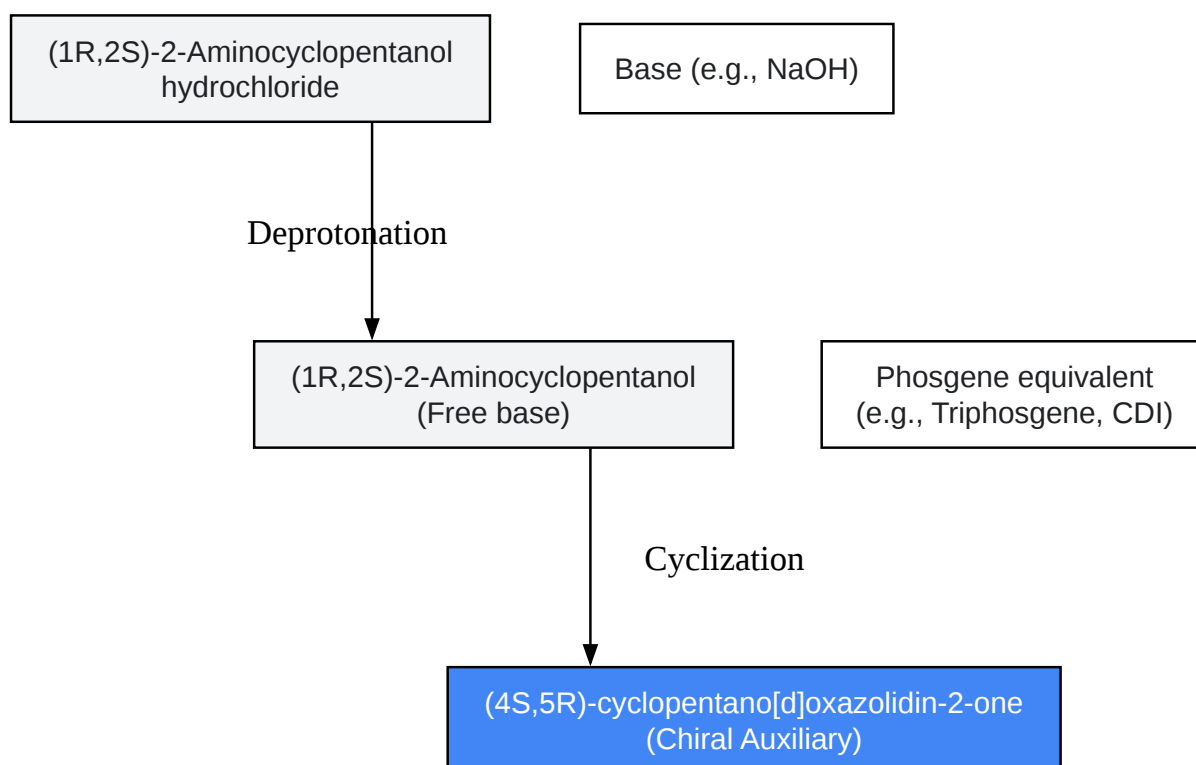 (1R,2S)-2-Aminocyclopentanol
hydrochloride
Base (e.g., NaOH)
Deprotonation
(1R,2S)-2-Aminocyclopentanol
(Free base)
Phosgene equivalent
(e.g., Triphosgene, CDI)
Cyclization
(4S,5R)-cyclopentano[d]oxazolidin-2-one
(Chiral Auxiliary)